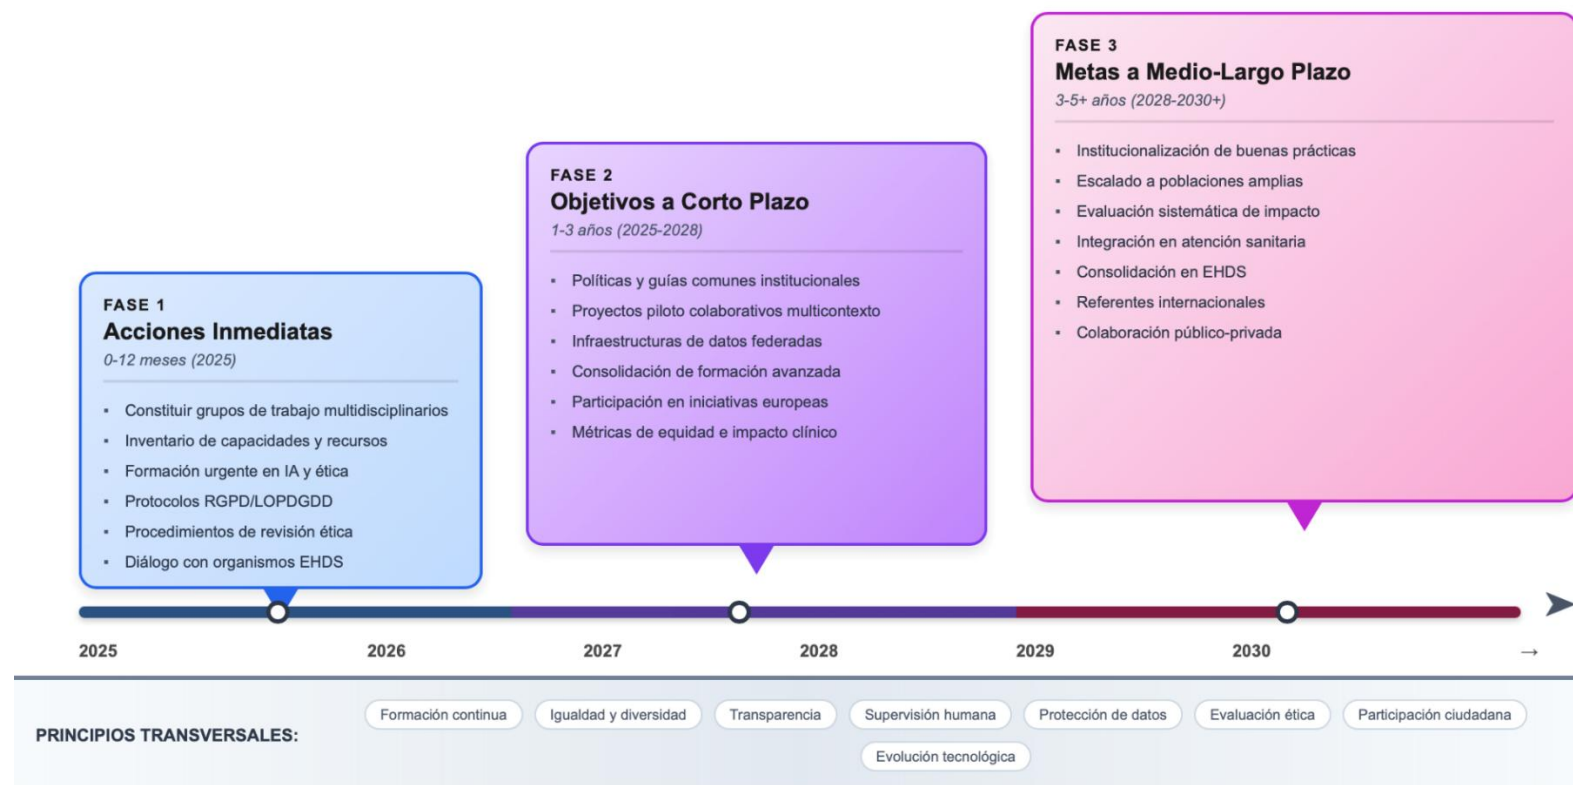 FASE 1
Acciones Inmediatas
0-12 meses (2025)
▪ Constituir grupos de trabajo multidisciplinarios
▪ Inventario de capacidades y recursos
▪ Formación urgente en IA y ética
▪ Protocolos RGPD/LOPDGDD
▪ Procedimientos de revisión ética
▪ Diálogo con organismos EHDS
FASE 2
Objetivos a Corto Plazo
1-3 años (2025-2028)
▪ Políticas y guías comunes institucionales
▪ Proyectos piloto colaborativos multicontexto
▪ Infraestructuras de datos federadas
▪ Consolidación de formación avanzada
▪ Participación en iniciativas europeas
▪ Métricas de equidad e impacto clínico
FASE 3
Metas a Medio-Largo Plazo
3-5+ años (2028-2030+)
▪ Institucionalización de buenas prácticas
▪ Escalado a poblaciones amplias
▪ Evaluación sistemática de impacto
▪ Integración en atención sanitaria
▪ Consolidación en EHDS
▪ Referentes internacionales
▪ Colaboración público-privada
2025 2026 2027 2028 2029 2030 →
PRINCIPIOS TRANSVERSALES:
Formación continua Igualdad y diversidad Transparencia Supervisión humana Protección de datos Evaluación ética Participación ciudadana
Evolución tecnológica